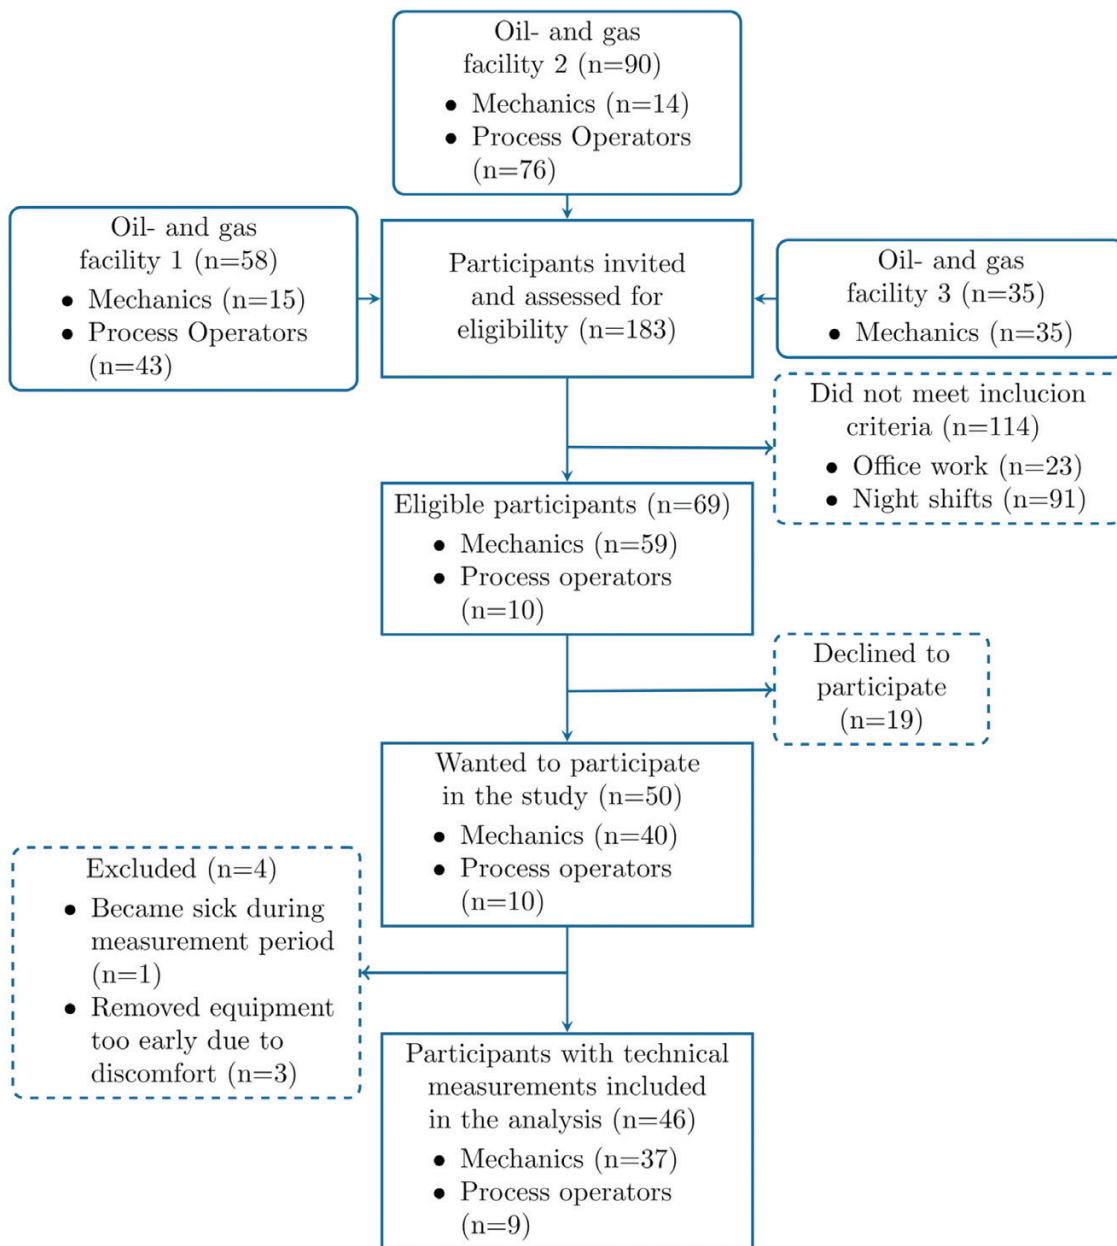 Oil- and gas
facility 2 (n=90)
• Mechanics (n=14)
• Process Operators
(n=76)
Oil- and gas
facility 1 (n=58)
• Mechanics (n=15)
• Process Operators
(n=43)
Participants invited
and assessed for
eligibility (n=183)
Oil- and gas
facility 3 (n=35)
• Mechanics (n=35)
Did not meet inclucion
criteria (n=114)
• Office work (n=23)
• Night shifts (n=91)
Eligible participants (n=69)
• Mechanics (n=59)
• Process operators
(n=10)
Declined to
participate
(n=19)
Wanted to participate
in the study (n=50)
• Mechanics (n=40)
• Process operators
(n=10)
Excluded (n=4)
• Became sick during
measurement period
(n=1)
• Removed equipment
too early due to
discomfort (n=3)
Participants with technical
measurements included
in the analysis (n=46)
• Mechanics (n=37)
• Process operators
(n=9)